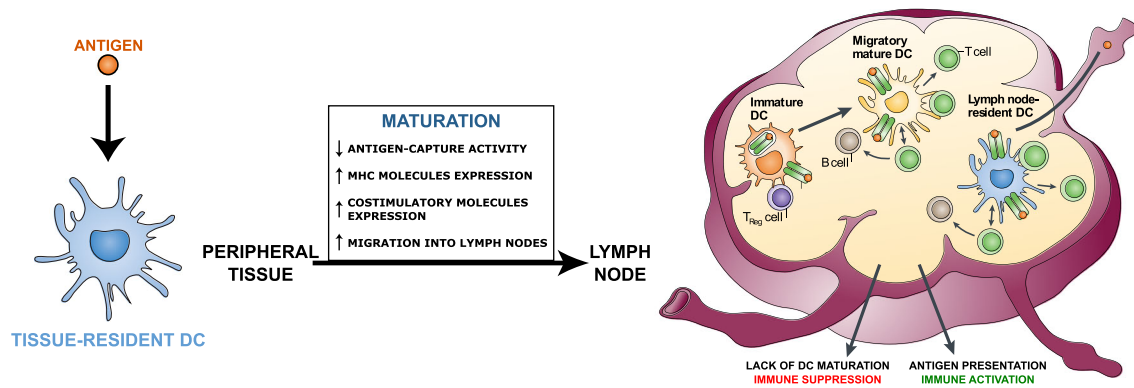 ANTIGEN
TISSUE-RESIDENT DC
MATURATION
↓ ANTIGEN-CAPTURE ACTIVITY
↑ MHC MOLECULES EXPRESSION
↑ COSTIMULATORY MOLECULES
EXPRESSION
↑ MIGRATION INTO LYMPH NODES
PERIPHERAL
TISSUE
LYMPH
NODE
Migratory
mature DC
T cell
Immature
DC
Lymph node-
resident DC
B cell
TReg cell
LACK OF DC MATURATION
IMMUNE SUPPRESSION
ANTIGEN PRESENTATION
IMMUNE ACTIVATION